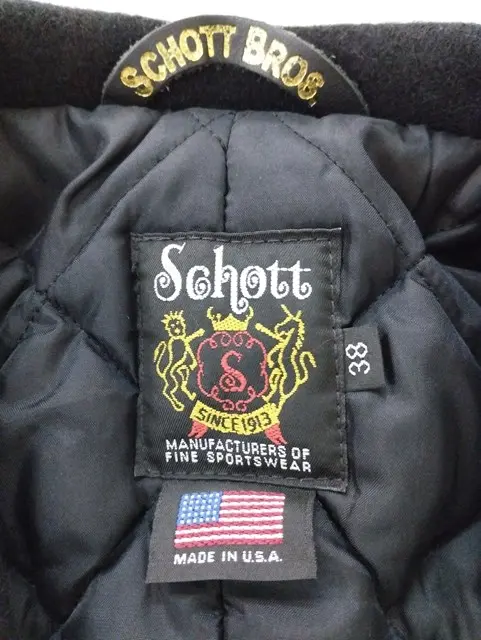 SCHOTT BROS.
Schott
S
SINCE 1913
MANUFACTURERS OF
FINE SPORTSWEAR
38
MADE IN U.S.A.